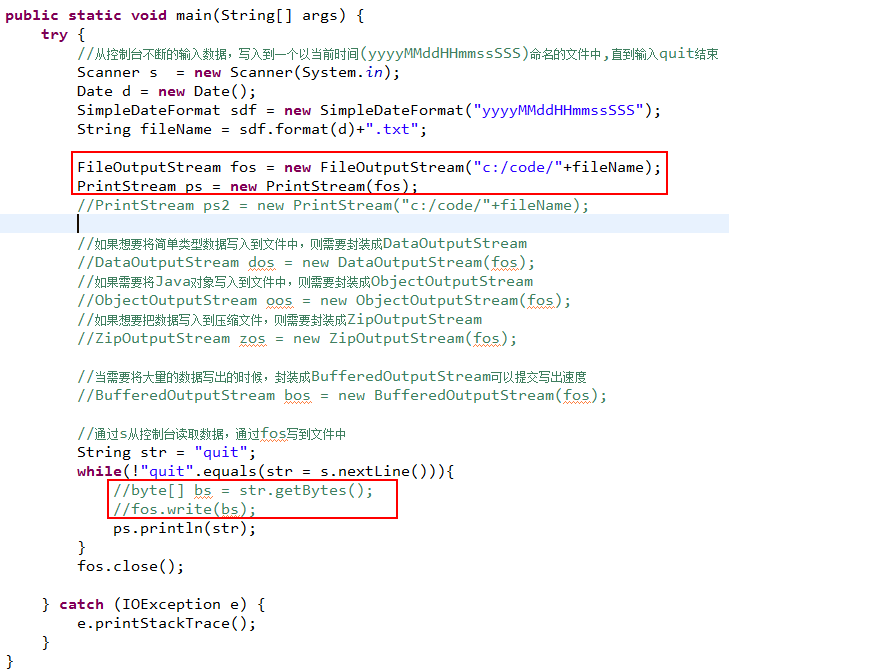 public static void main(String[] args) {
    try {
        //从控制台不断的输入数据，写入到一个以当前时间(yyyyMMddHHmmssSSS)命名的文件中,直到输入quit结束
        Scanner s  = new Scanner(System.in);
        Date d = new Date();
        SimpleDateFormat sdf = new SimpleDateFormat("yyyyMMddHHmmssSSS");
        String fileName = sdf.format(d)+".txt";

        FileOutputStream fos = new FileOutputStream("c:/code/"+fileName);
        PrintStream ps = new PrintStream(fos);
        //PrintStream ps2 = new PrintStream("c:/code/"+fileName);

        //如果想要将简单类型数据写入到文件中，则需要封装成DataOutputStream
        //DataOutputStream dos = new DataOutputStream(fos);
        //如果需要将Java对象写入到文件中，则需要封装成ObjectOutputStream
        //ObjectOutputStream oos = new ObjectOutputStream(fos);
        //如果想要把数据写入到压缩文件，则需要封装成ZipOutputStream
        //ZipOutputStream zos = new ZipOutputStream(fos);

        //当需要将大量的数据写出的时候，封装成BufferedOutputStream可以提交写出速度
        //BufferedOutputStream bos = new BufferedOutputStream(fos);

        //通过s从控制台读取数据，通过fos写到文件中
        String str = "quit";
        while(!"quit".equals(str = s.nextLine())){
            //byte[] bs = str.getBytes();
            //fos.write(bs);
            ps.println(str);
        }
        fos.close();

    } catch (IOException e) {
        e.printStackTrace();
    }
}